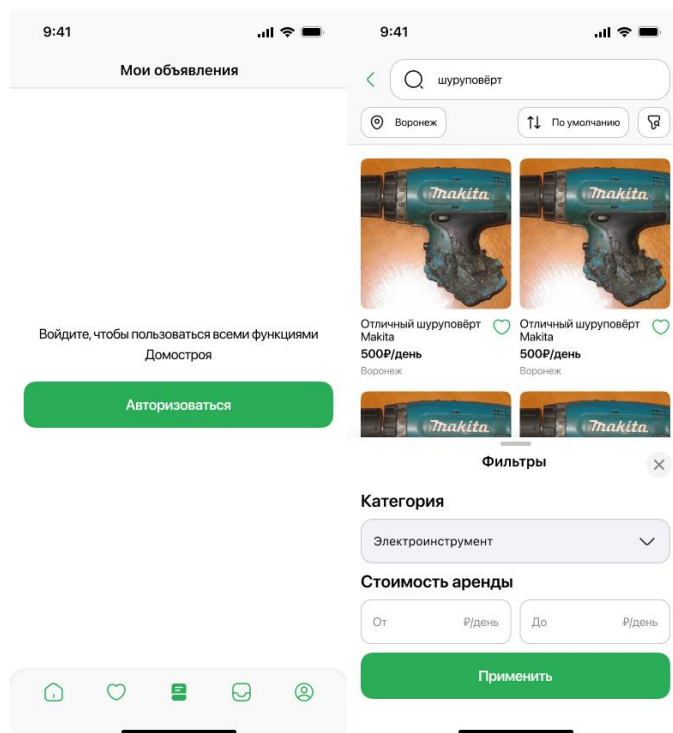 9:41
Мои объявления
Войдите, чтобы пользоваться всеми функциями
Домостроя
Авторизоваться
9:41
шуруповёрт
Воронеж
По умолчанию
makita
makita
Отличный шуруповёрт
Makita
500₽/день
Воронеж
Отличный шуруповёрт
Makita
500₽/день
Воронеж
makita
makita
Фильтры
Категория
Электроинструмент
Стоимость аренды
От ₽/день
До ₽/день
Применить